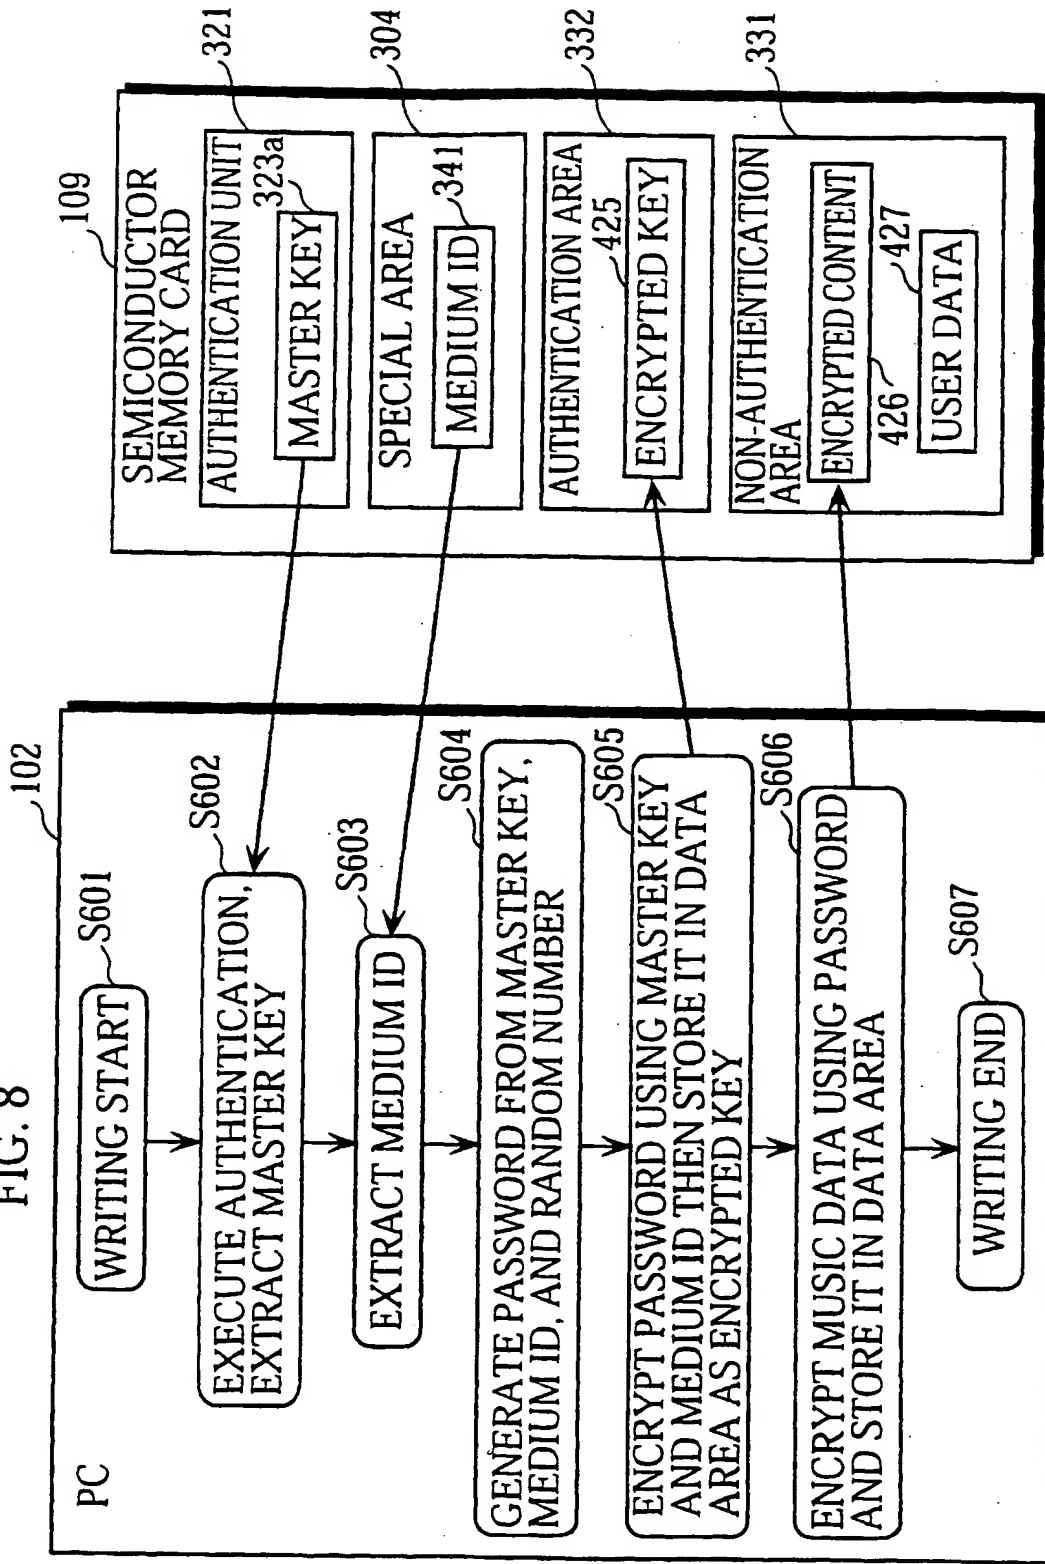 FIG. 8
PC
102
WRITING START
S601
EXECUTE AUTHENTICATION,
EXTRACT MASTER KEY
S602
EXTRACT MEDIUM ID
S603
GENERATE PASSWORD FROM MASTER KEY,
MEDIUM ID, AND RANDOM NUMBER
S604
ENCRYPT PASSWORD USING MASTER KEY
AND MEDIUM ID THEN STORE IT IN DATA
AREA AS ENCRYPTED KEY
S605
ENCRYPT MUSIC DATA USING PASSWORD
AND STORE IT IN DATA AREA
S606
WRITING END
S607
109
SEMICONDUCTOR
MEMORY CARD
AUTHENTICATION UNIT
321
323a
MASTER KEY
SPECIAL AREA
304
341
MEDIUM ID
AUTHENTICATION AREA
332
425
ENCRYPTED KEY
NON-AUTHENTICATION
AREA
331
ENCRYPTED CONTENT
426
427
USER DATA